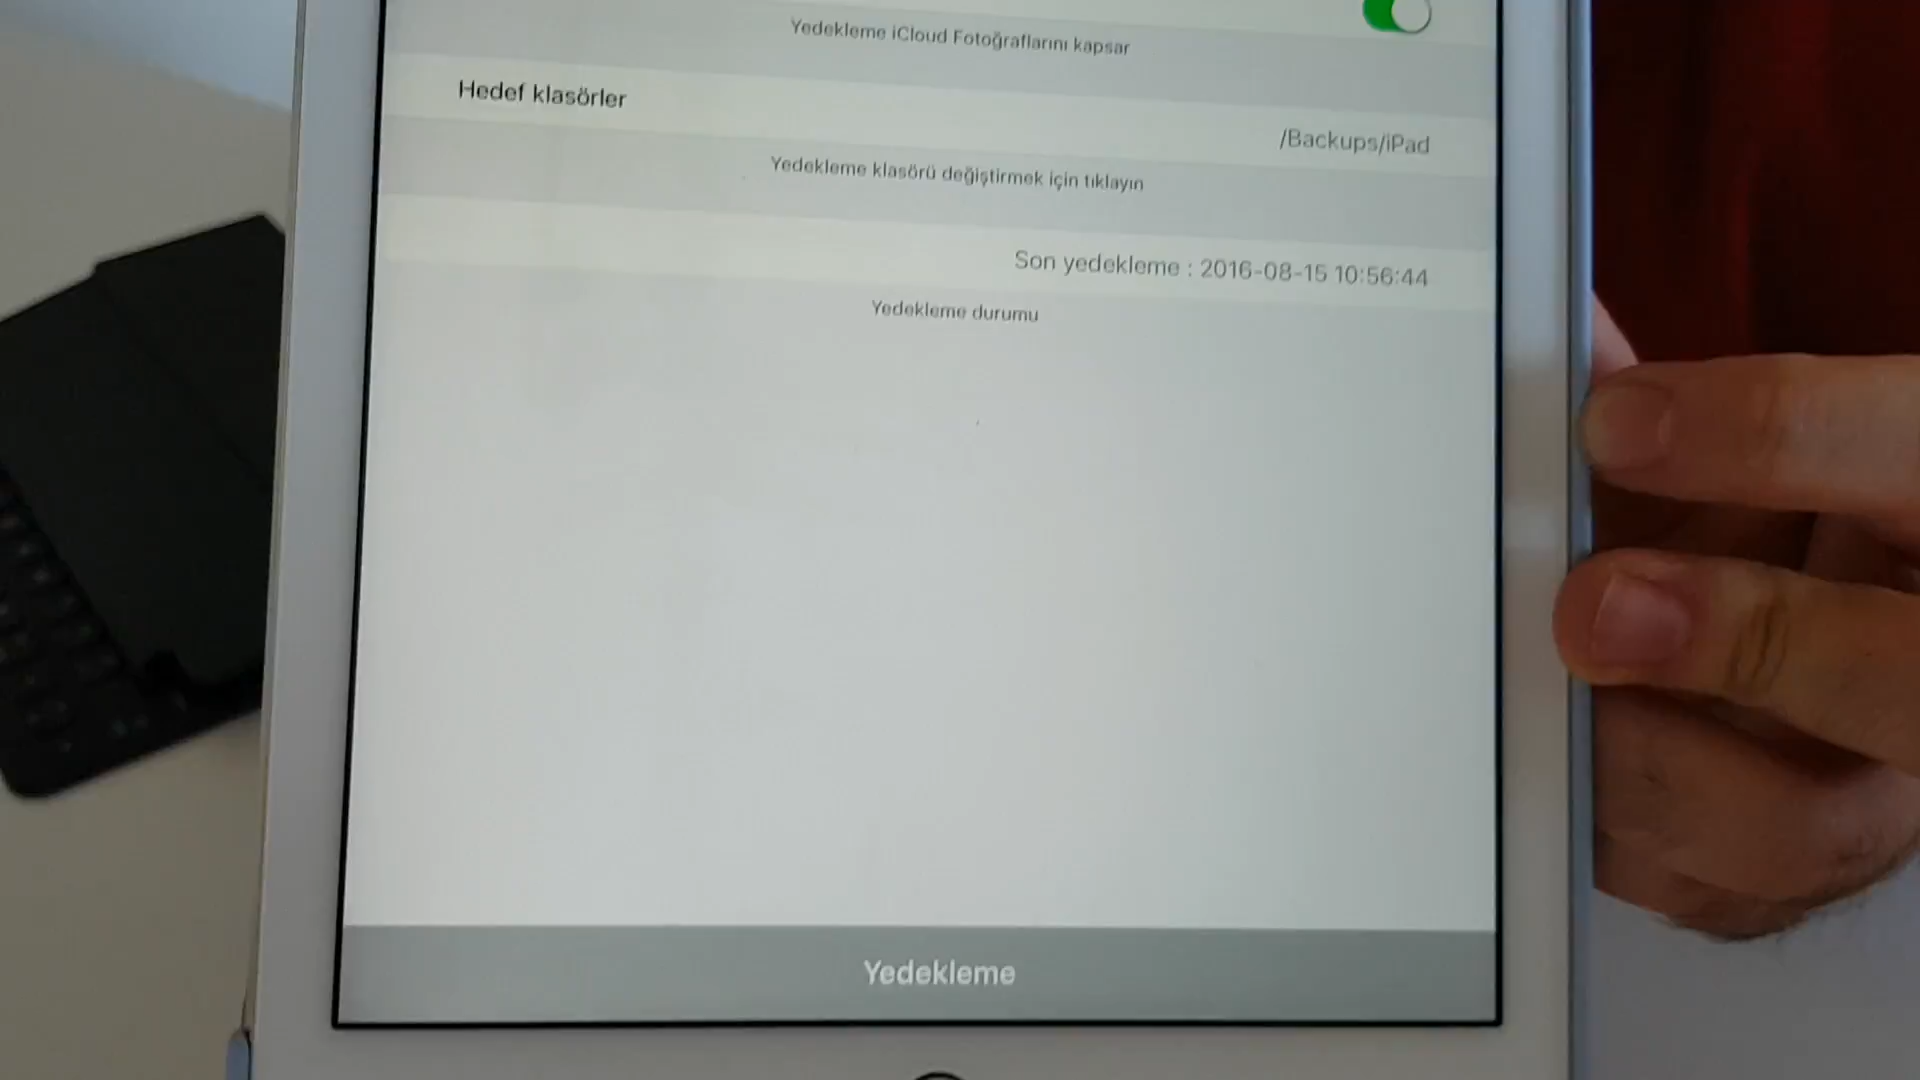 Yedekleme iCloud Fotoğraflarını kapsar
Hedef klasörler
/Backups/iPad
Yedekleme klasörü değiştirmek için tıklayın
Son yedekleme : 2016-08-15 10:56:44
Yedekleme durumu
Yedekleme